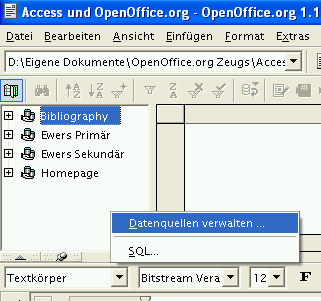 Access und OpenOffice.org - OpenOffice.org 1.1
Datei Bearbeiten Ansicht Einfügen Format Extras
D:\Eigene Dokumente\OpenOffice.org Zeugs\Acces
Bibliography
Ewers Primär
Ewers Sekundär
Homepage
Datenquellen verwalten ...
SQL...
Textkörper Bitstream Vera 12 F